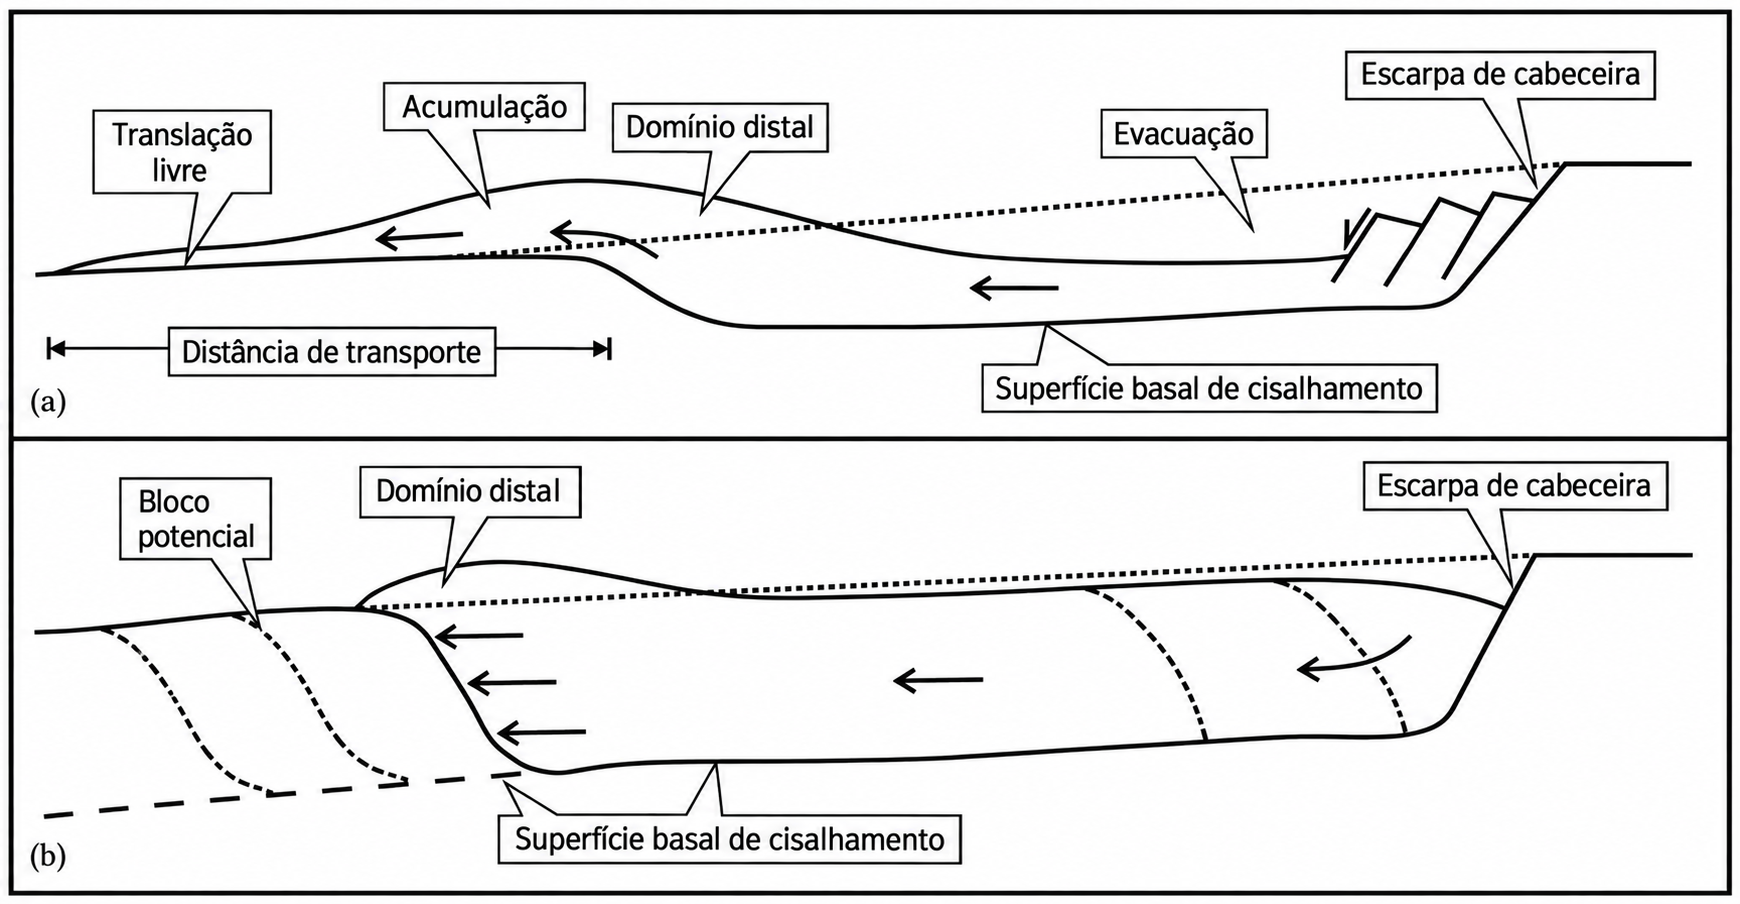 Escarpa de cabeceira
Acumulação
Domínio distal
Evacuação
Translação
livre
Distância de transporte
Superfície basal de cisalhamento
(a)
Domínio distal
Escarpa de cabeceira
Bloco
potencial
Superfície basal de cisalhamento
(b)